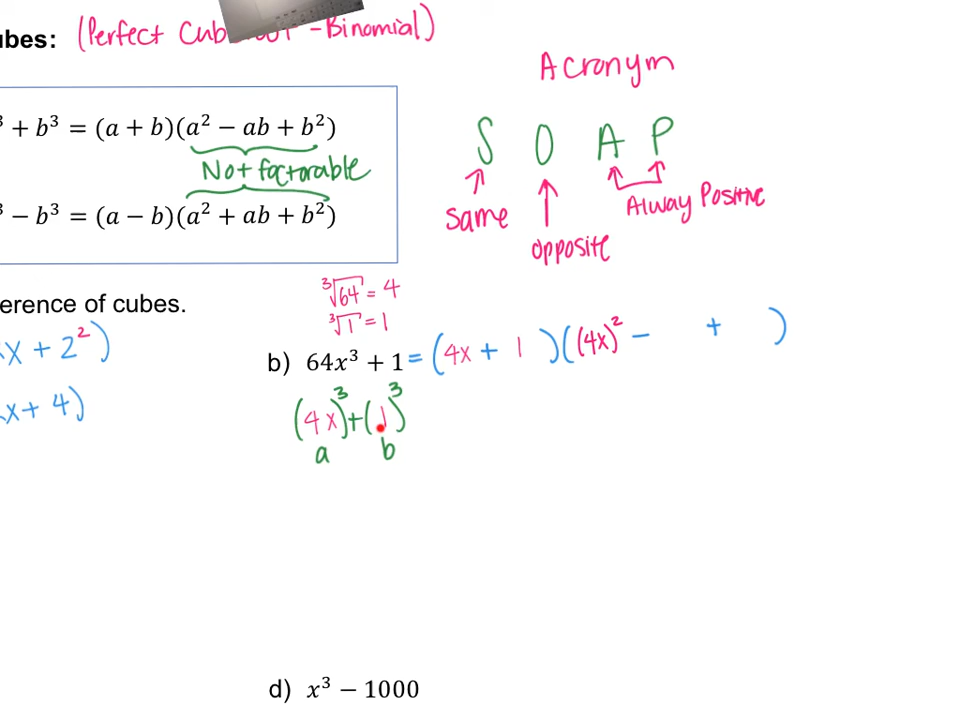 ubes: (Perfect Cub -Binomial)
Acronym
³ + b³ = (a + b)(a² − ab + b²)
S O A P
Not factorable
Same
Opposite
Alway Positive
³ − b³ = (a − b)(a² + ab + b²)
erence of cubes.
∛64 = 4
∛1 = 1
x + 2²)
b) 64x³ + 1 = (4x + 1 )((4x)² − + )
x + 4)
(4x)³ + (1)³
a b
d) x³ − 1000